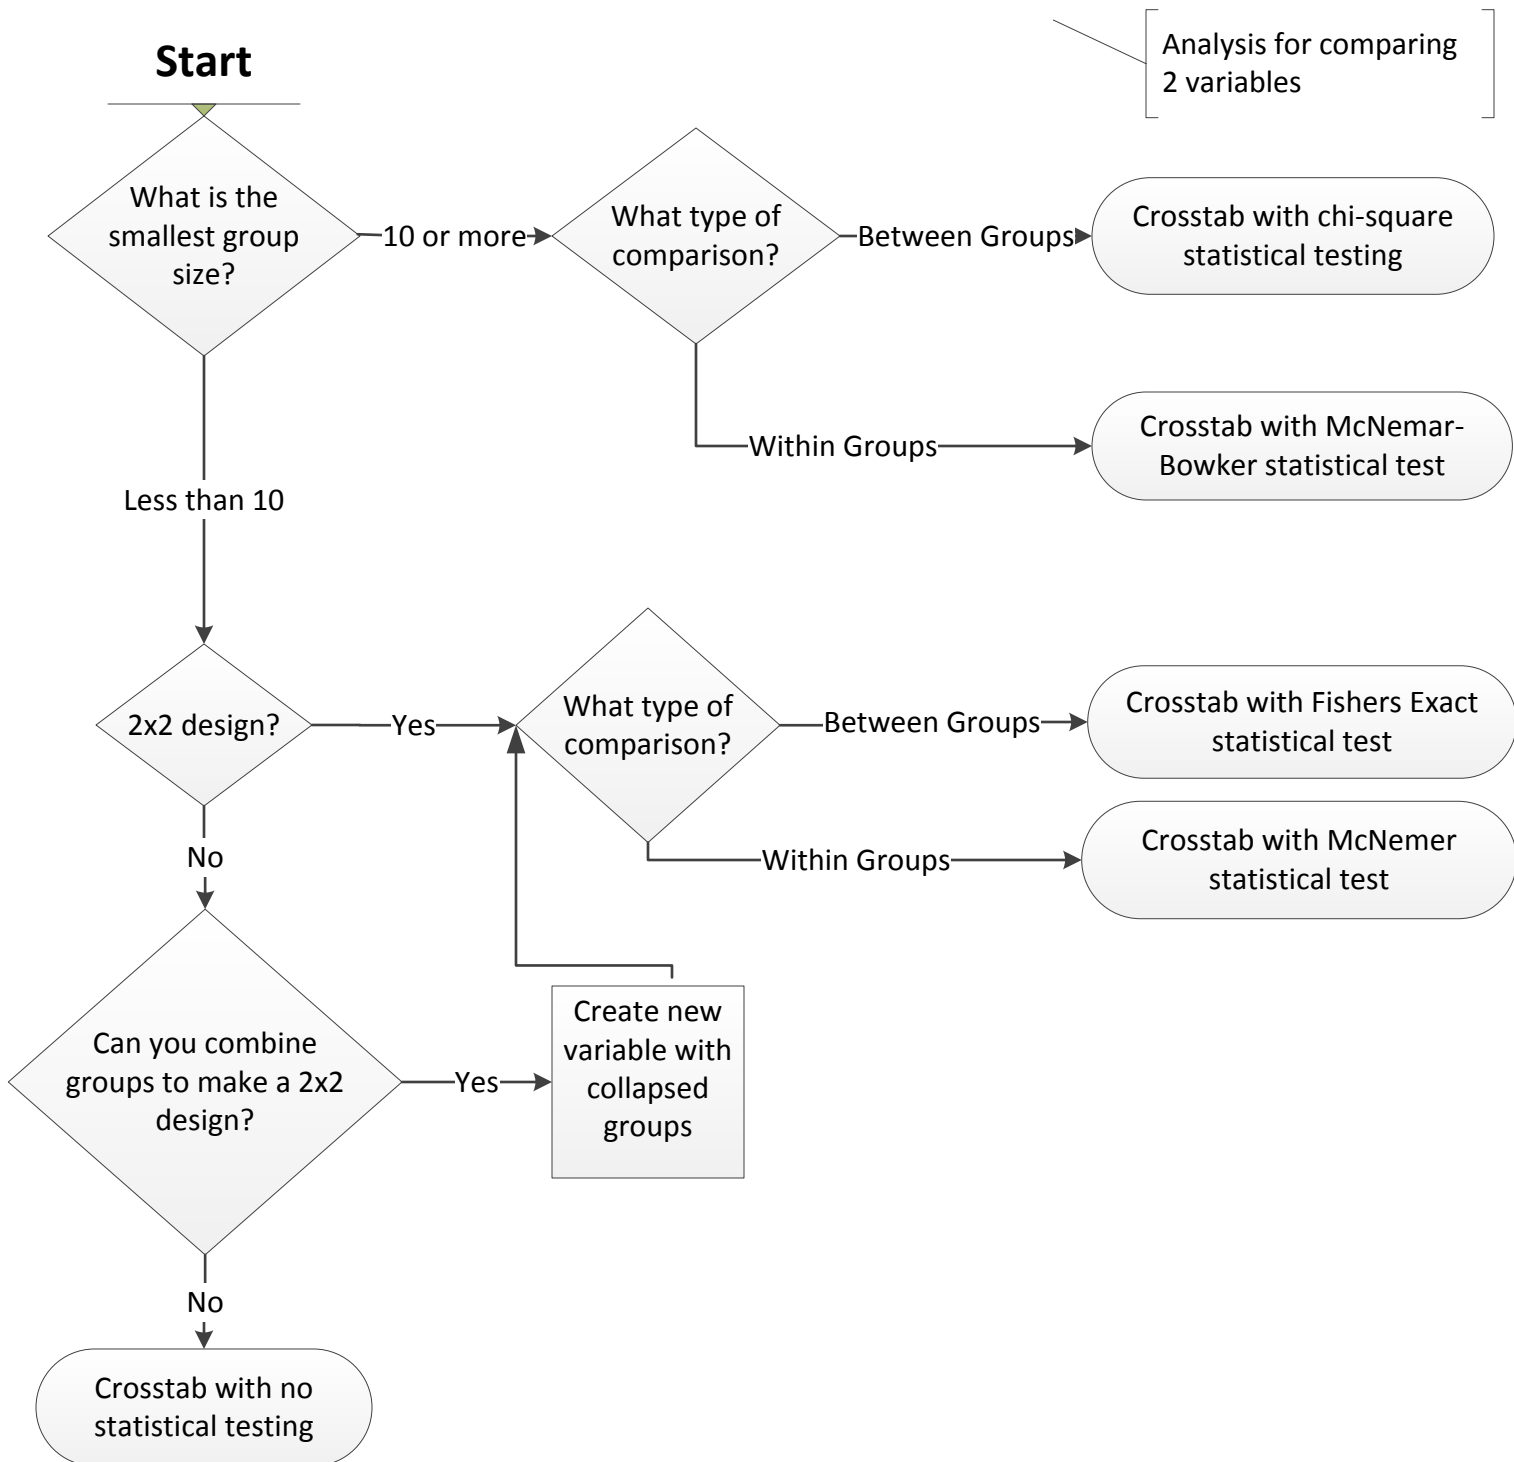 Start
Analysis for comparing
2 variables
What is the
smallest group
size?
10 or more
What type of
comparison?
Between Groups
Crosstab with chi-square
statistical testing
Within Groups
Crosstab with McNemar-
Bowker statistical test
Less than 10
2x2 design?
Yes
What type of
comparison?
Between Groups
Crosstab with Fishers Exact
statistical test
Within Groups
Crosstab with McNemer
statistical test
No
Can you combine
groups to make a 2x2
design?
Yes
Create new
variable with
collapsed
groups
No
Crosstab with no
statistical testing